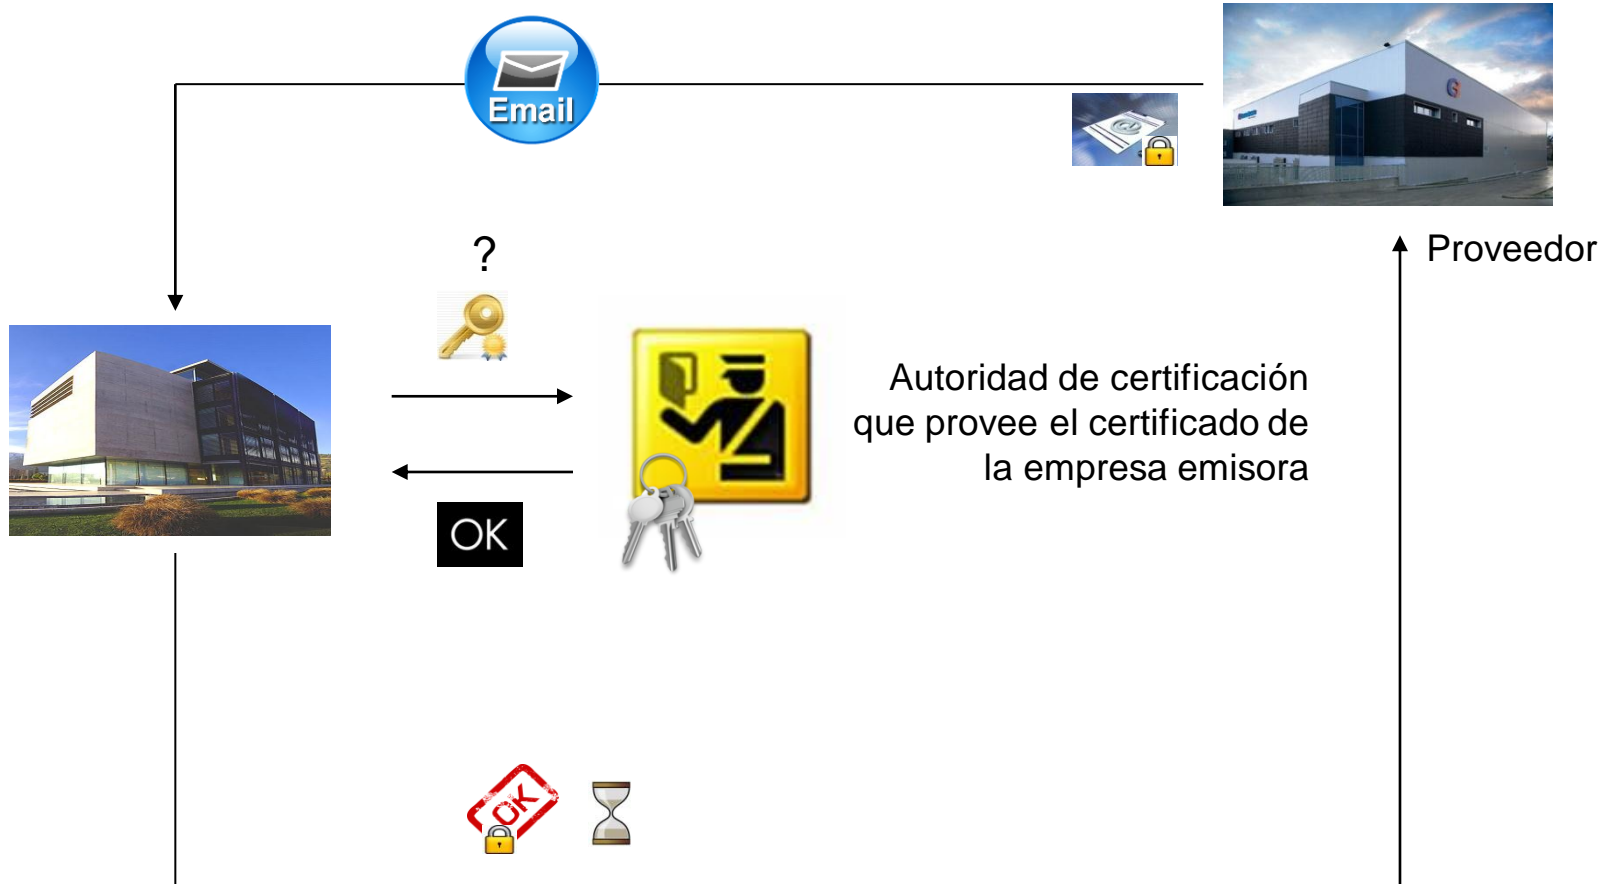 Email
Proveedor
?
Autoridad de certificación
que provee el certificado de
la empresa emisora
OK
OK